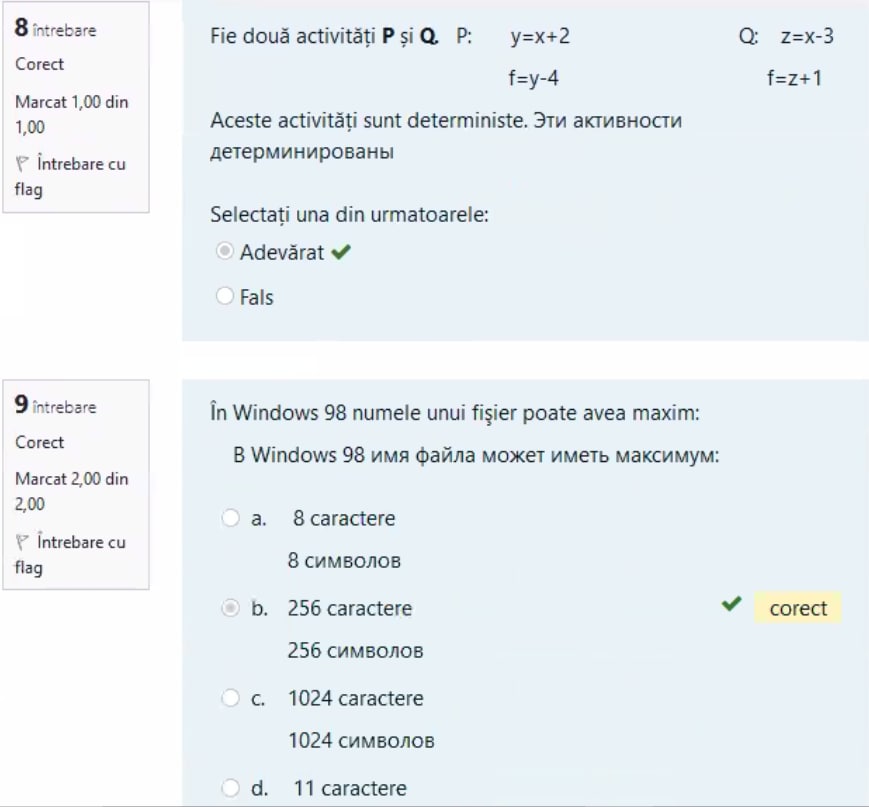 8 întrebare
Corect
Marcat 1,00 din
1,00
Întrebare cu
flag
Fie două activități P și Q. P: y=x+2 Q: z=x-3
f=y-4 f=z+1
Aceste activități sunt deterministe. Эти активности
детерминированы
Selectați una din urmatoarele:
Adevărat
Fals
9 întrebare
Corect
Marcat 2,00 din
2,00
Întrebare cu
flag
În Windows 98 numele unui fişier poate avea maxim:
В Windows 98 имя файла может иметь максимум:
a. 8 caractere
8 символов
b. 256 caractere corect
256 символов
c. 1024 caractere
1024 символов
d. 11 caractere